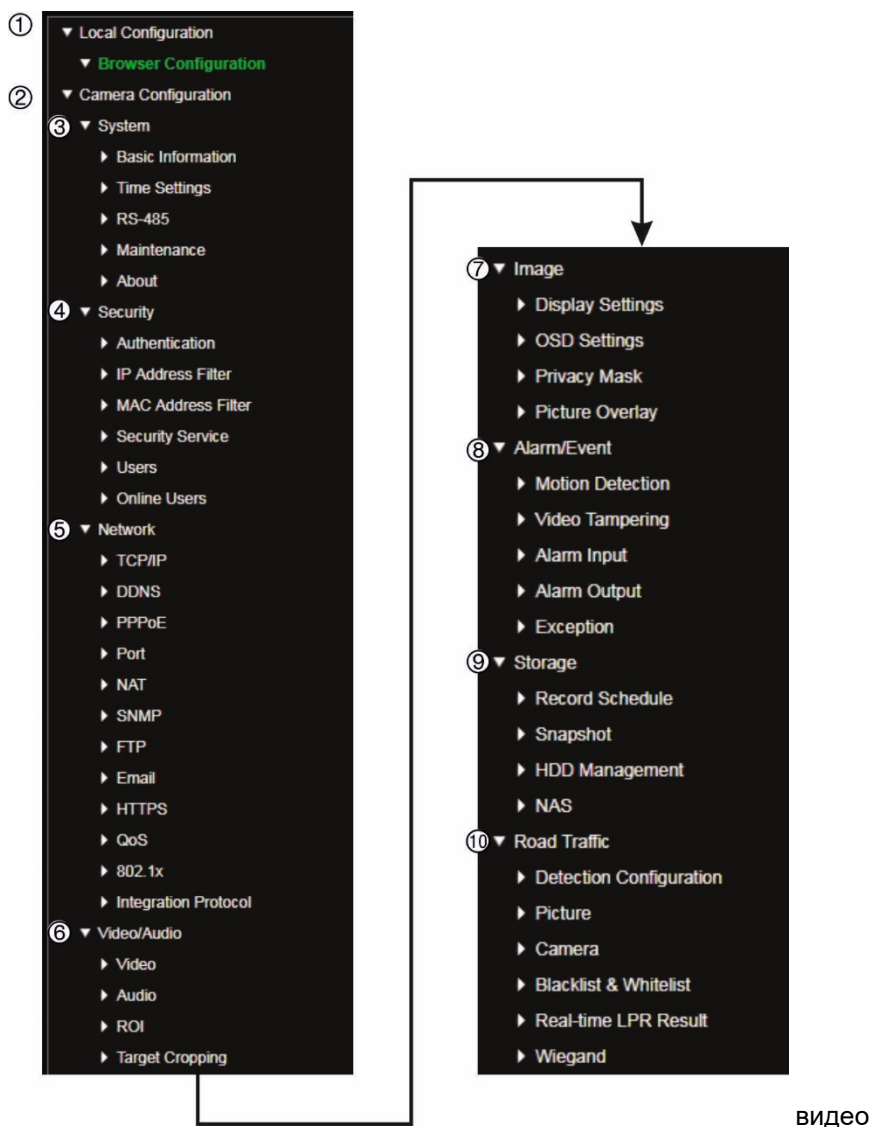 ① Local Configuration
Browser Configuration
② Camera Configuration
③ System
Basic Information
Time Settings
RS-485
Maintenance
About
④ Security
Authentication
IP Address Filter
MAC Address Filter
Security Service
Users
Online Users
⑤ Network
TCP/IP
DDNS
PPPoE
Port
NAT
SNMP
FTP
Email
HTTPS
QoS
802.1x
Integration Protocol
⑥ Video/Audio
Video
Audio
ROI
Target Cropping
⑦ Image
Display Settings
OSD Settings
Privacy Mask
Picture Overlay
⑧ Alarm/Event
Motion Detection
Video Tampering
Alarm Input
Alarm Output
Exception
⑨ Storage
Record Schedule
Snapshot
HDD Management
NAS
⑩ Road Traffic
Detection Configuration
Picture
Camera
Blacklist & Whitelist
Real-time LPR Result
Wiegand
видео